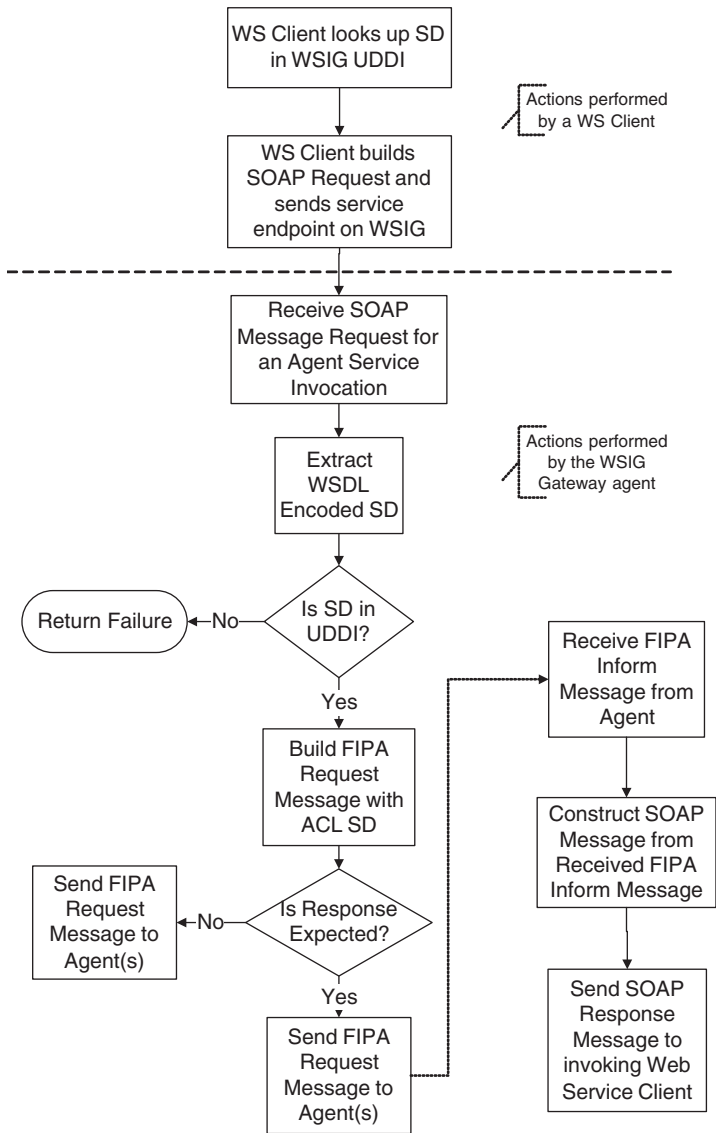 WS Client looks up SD
in WSIG UDDI
Actions performed
by a WS Client
WS Client builds
SOAP Request and
sends service
endpoint on WSIG
Receive SOAP
Message Request for
an Agent Service
Invocation
Extract
WSDL
Encoded SD
Actions performed
by the WSIG
Gateway agent
Is SD in
UDDI?
No
Return Failure
Yes
Build FIPA
Request
Message with
ACL SD
Is Response
Expected?
No
Send FIPA
Request
Message to
Agent(s)
Yes
Send FIPA
Request
Message to
Agent(s)
Receive FIPA
Inform
Message from
Agent
Construct SOAP
Message from
Received FIPA
Inform Message
Send SOAP
Response
Message to
invoking Web
Service Client